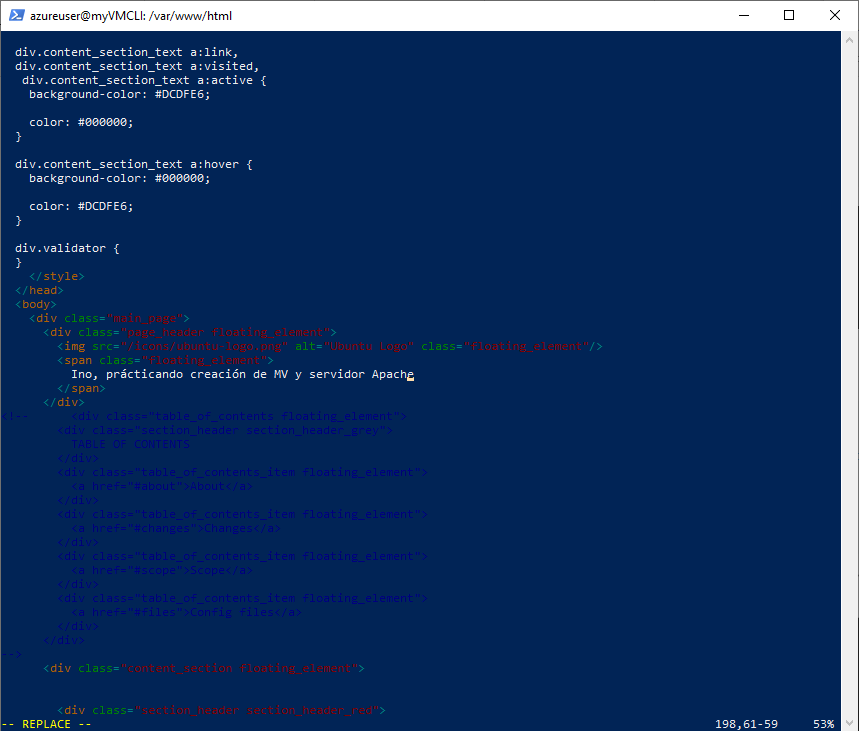 azureuser@myVMCLI: /var/www/html
div.content_section_text a:link,
div.content_section_text a:visited,
div.content_section_text a:active {
background-color: #DCDFE6;
color: #000000;
}
div.content_section_text a:hover {
background-color: #000000;
color: #DCDFE6;
}
div.validator {
}
</style>
</head>
<body>
<div class="main_page">
<div class="page_header floating_element">
<img src="/icons/ubuntu-logo.png" alt="Ubuntu Logo" class="floating_element"/>
<span class="floating_element">
Ino, prácticando creación de MV y servidor Apache
</span>
</div>
<!--      <div class="table_of_contents floating_element">
<div class="section_header section_header_grey">
TABLE OF CONTENTS
</div>
<div class="table_of_contents_item floating_element">
<a href="#about">About</a>
</div>
<div class="table_of_contents_item floating_element">
<a href="#changes">Changes</a>
</div>
<div class="table_of_contents_item floating_element">
<a href="#scope">Scope</a>
</div>
<div class="table_of_contents_item floating_element">
<a href="#files">Config files</a>
</div>
</div>
-->
<div class="content_section floating_element">
<div class="section_header section_header_red">
-- REPLACE -- 198,61-59 53%